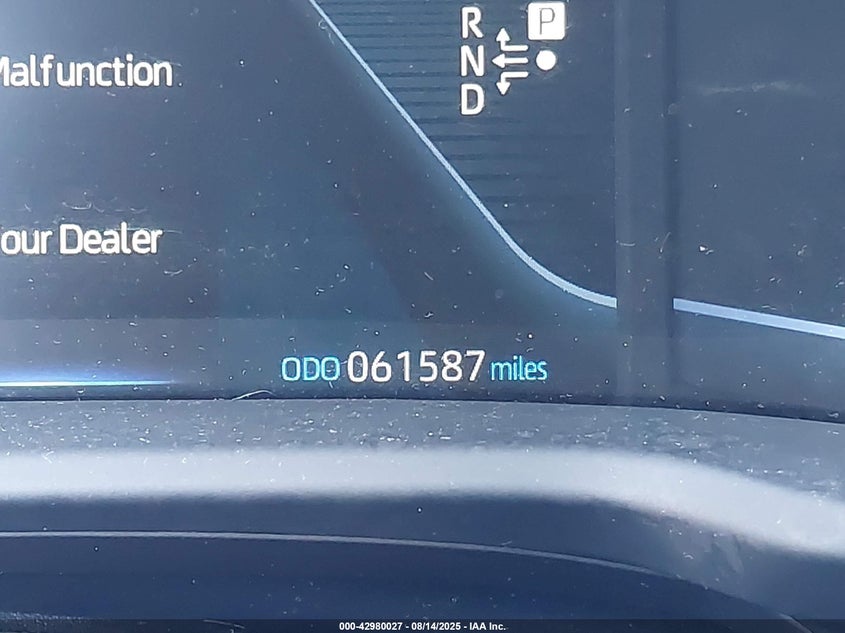 R P
Malfunction
N
D
our Dealer
ODO 061587 miles
000-42980027 - 08/14/2025 - IAA Inc.